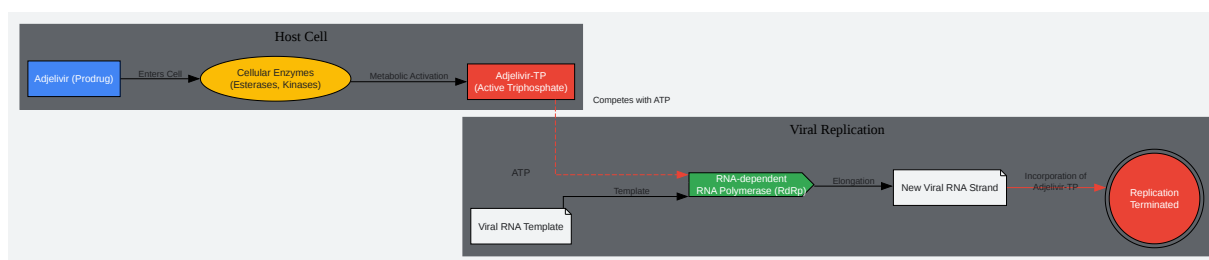 Host Cell
Adjelivir (Prodrug)
Enters Cell
Cellular Enzymes
(Esterases, Kinases)
Metabolic Activation
Adjelivir-TP
(Active Triphosphate)
Competes with ATP
Viral Replication
ATP
Viral RNA Template
Template
RNA-dependent
RNA Polymerase (RdRp)
Elongation
New Viral RNA Strand
Incorporation of
Adjelivir-TP
Replication
Terminated